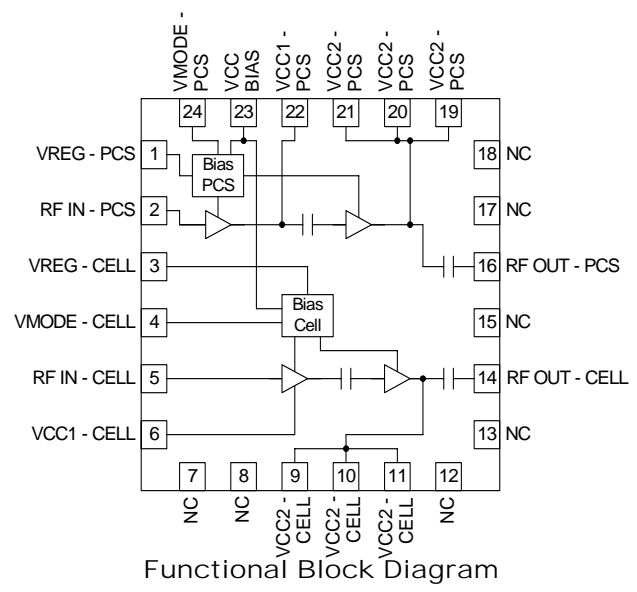 VMODE -
PCS
VCC
BIAS
VCC1 -
PCS
VCC2 -
PCS
VCC2 -
PCS
VCC2 -
PCS
24
23
22
21
20
19
VREG - PCS
1
Bias
PCS
18
NC
RF IN - PCS
2
17
NC
VREG - CELL
3
16
RF OUT - PCS
VMODE - CELL
4
Bias
Cell
15
NC
RF IN - CELL
5
14
RF OUT - CELL
VCC1 - CELL
6
13
NC
7
8
9
10
11
12
NC
NC
VCC2 -
CELL
VCC2 -
CELL
VCC2 -
CELL
NC
Functional Block Diagram